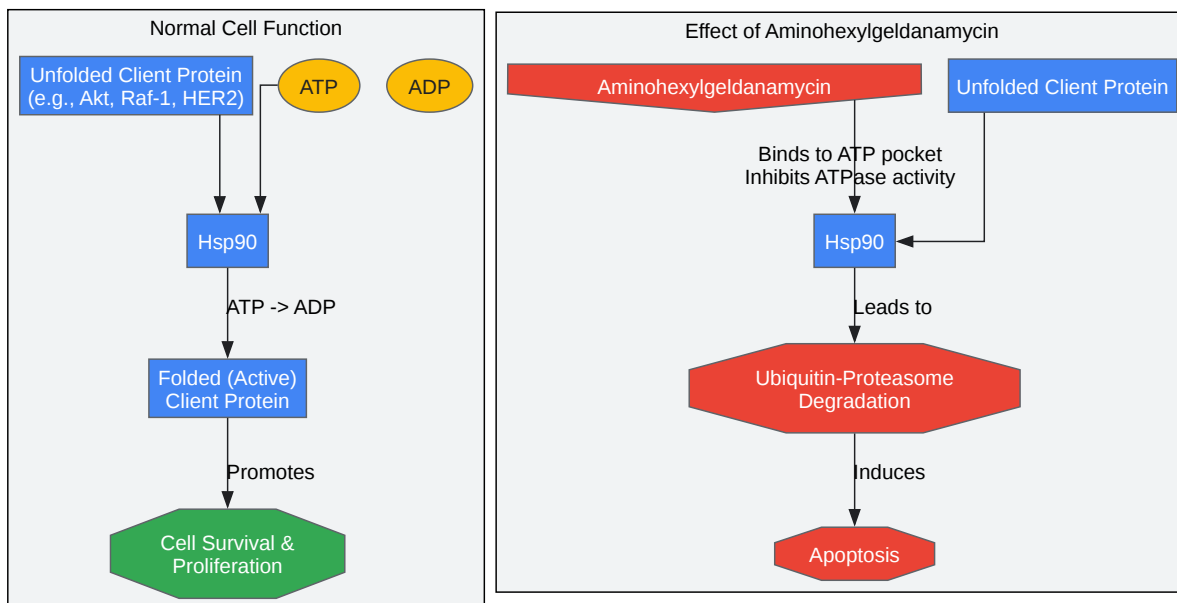 Normal Cell Function
Unfolded Client Protein
(e.g., Akt, Raf-1, HER2)
ATP
ADP
Hsp90
ATP -> ADP
Folded (Active)
Client Protein
Promotes
Cell Survival &
Proliferation
Effect of Aminohexylgeldanamycin
Aminohexylgeldanamycin
Unfolded Client Protein
Binds to ATP pocket
Inhibits ATPase activity
Hsp90
Leads to
Ubiquitin-Proteasome
Degradation
Induces
Apoptosis